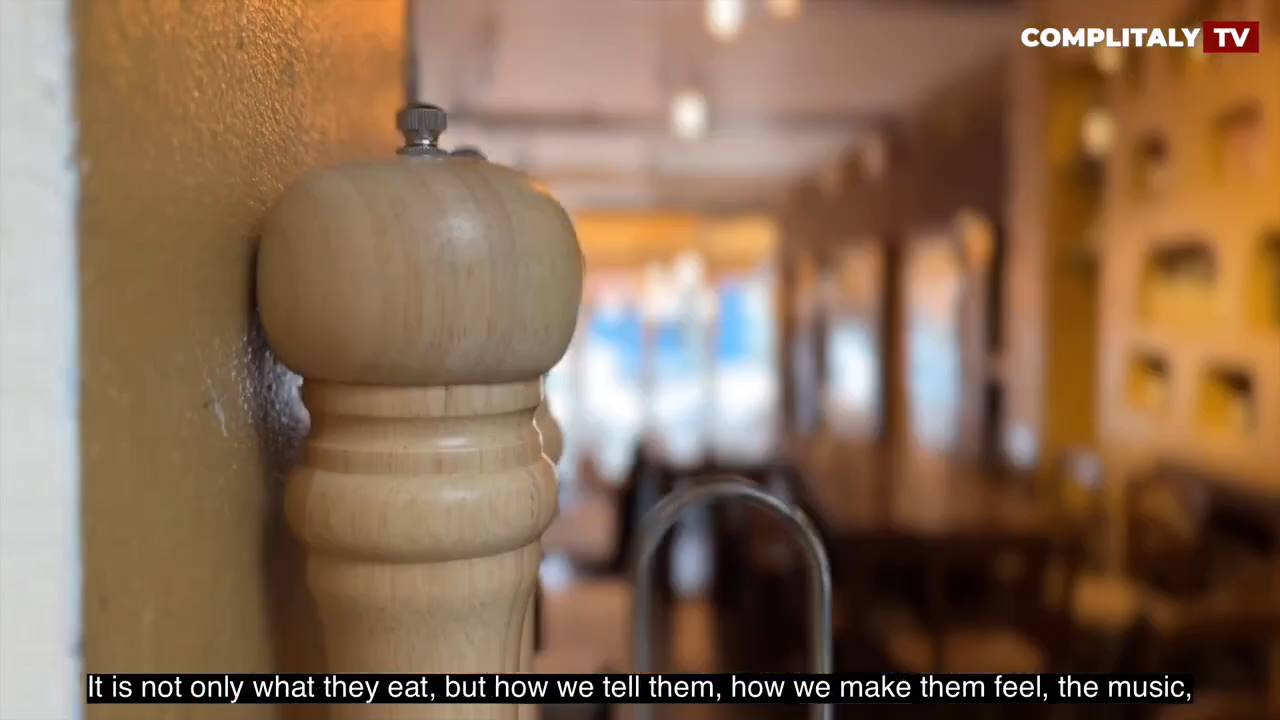 COMPLITALY TV
It is not only what they eat, but how we tell them, how we make them feel, the music,